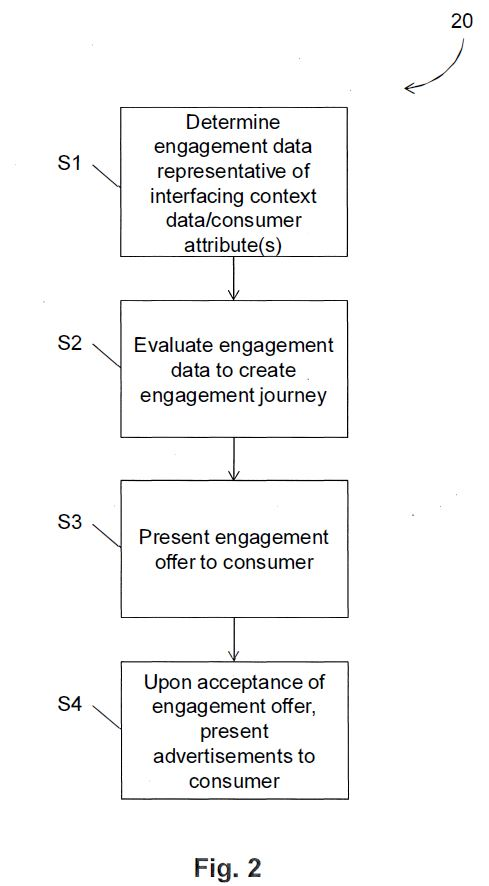 20
S1
Determine
engagement data
representative of
interfacing context
data/consumer
attribute(s)
S2
Evaluate engagement
data to create
engagement journey
S3
Present engagement
offer to consumer
S4
Upon acceptance of
engagement offer,
present
advertisements to
consumer
Fig. 2